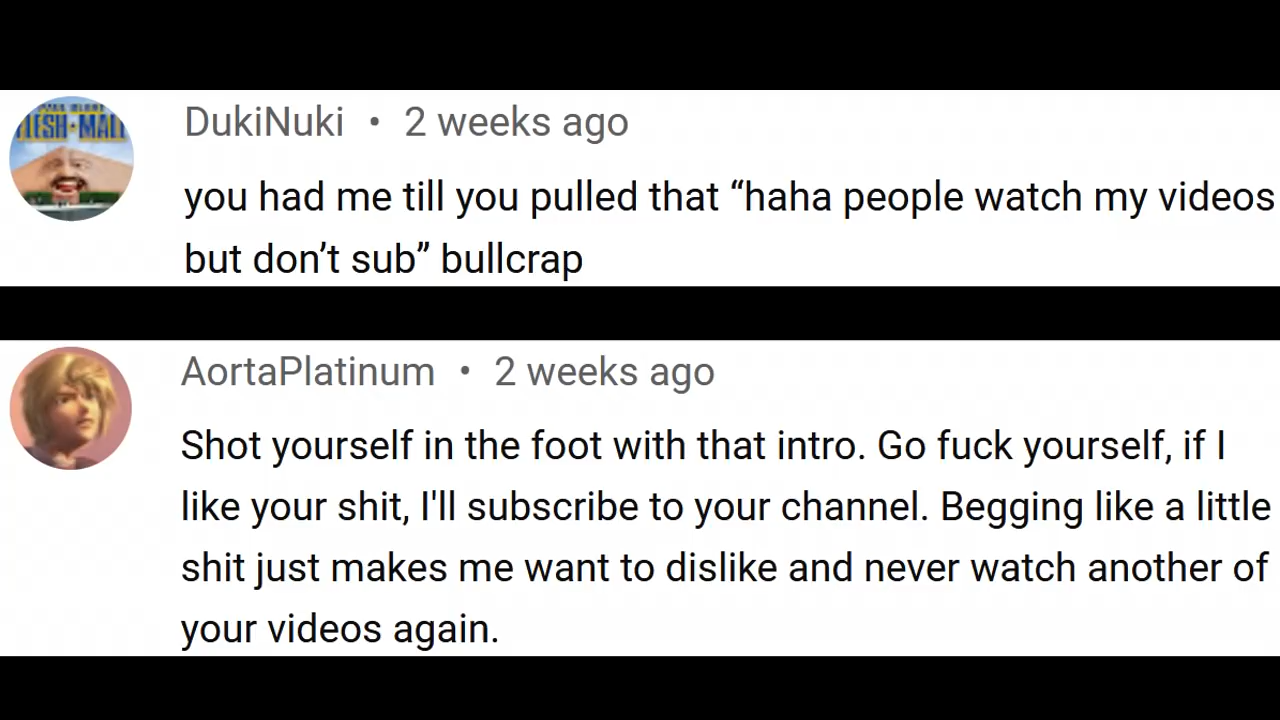 FLESH MALL
DukiNuki • 2 weeks ago
you had me till you pulled that “haha people watch my videos
but don’t sub” bullcrap
AortaPlatinum • 2 weeks ago
Shot yourself in the foot with that intro. Go fuck yourself, if I
like your shit, I'll subscribe to your channel. Begging like a little
shit just makes me want to dislike and never watch another of
your videos again.